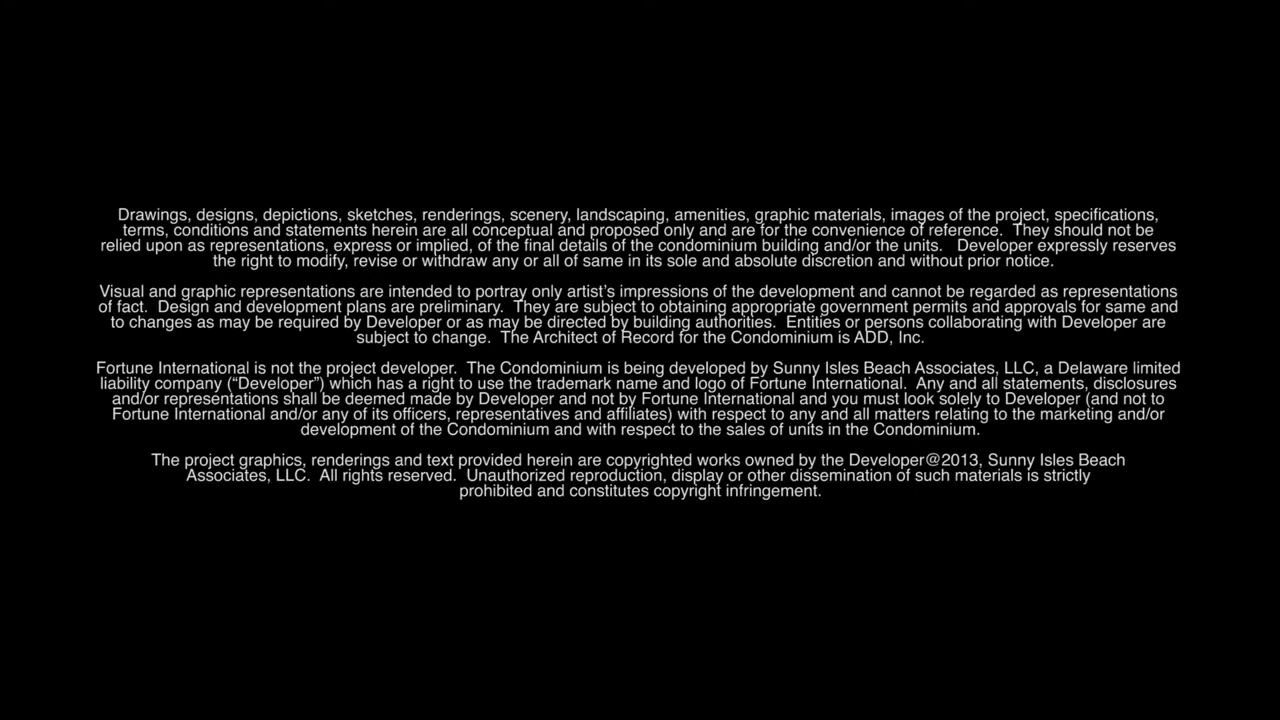 Drawings, designs, depictions, sketches, renderings, scenery, landscaping, amenities, graphic materials, images of the project, specifications,
terms, conditions and statements herein are all conceptual and proposed only and are for the convenience of reference.  They should not be
relied upon as representations, express or implied, of the final details of the condominium building and/or the units.   Developer expressly reserves
the right to modify, revise or withdraw any or all of same in its sole and absolute discretion and without prior notice.
Visual and graphic representations are intended to portray only artist’s impressions of the development and cannot be regarded as representations
of fact.  Design and development plans are preliminary.  They are subject to obtaining appropriate government permits and approvals for same and
to changes as may be required by Developer or as may be directed by building authorities.  Entities or persons collaborating with Developer are
subject to change.  The Architect of Record for the Condominium is ADD, Inc.
Fortune International is not the project developer.  The Condominium is being developed by Sunny Isles Beach Associates, LLC, a Delaware limited
liability company (“Developer”) which has a right to use the trademark name and logo of Fortune International.  Any and all statements, disclosures
and/or representations shall be deemed made by Developer and not by Fortune International and you must look solely to Developer (and not to
Fortune International and/or any of its officers, representatives and affiliates) with respect to any and all matters relating to the marketing and/or
development of the Condominium and with respect to the sales of units in the Condominium.
The project graphics, renderings and text provided herein are copyrighted works owned by the Developer@2013, Sunny Isles Beach
Associates, LLC.  All rights reserved.  Unauthorized reproduction, display or other dissemination of such materials is strictly
prohibited and constitutes copyright infringement.